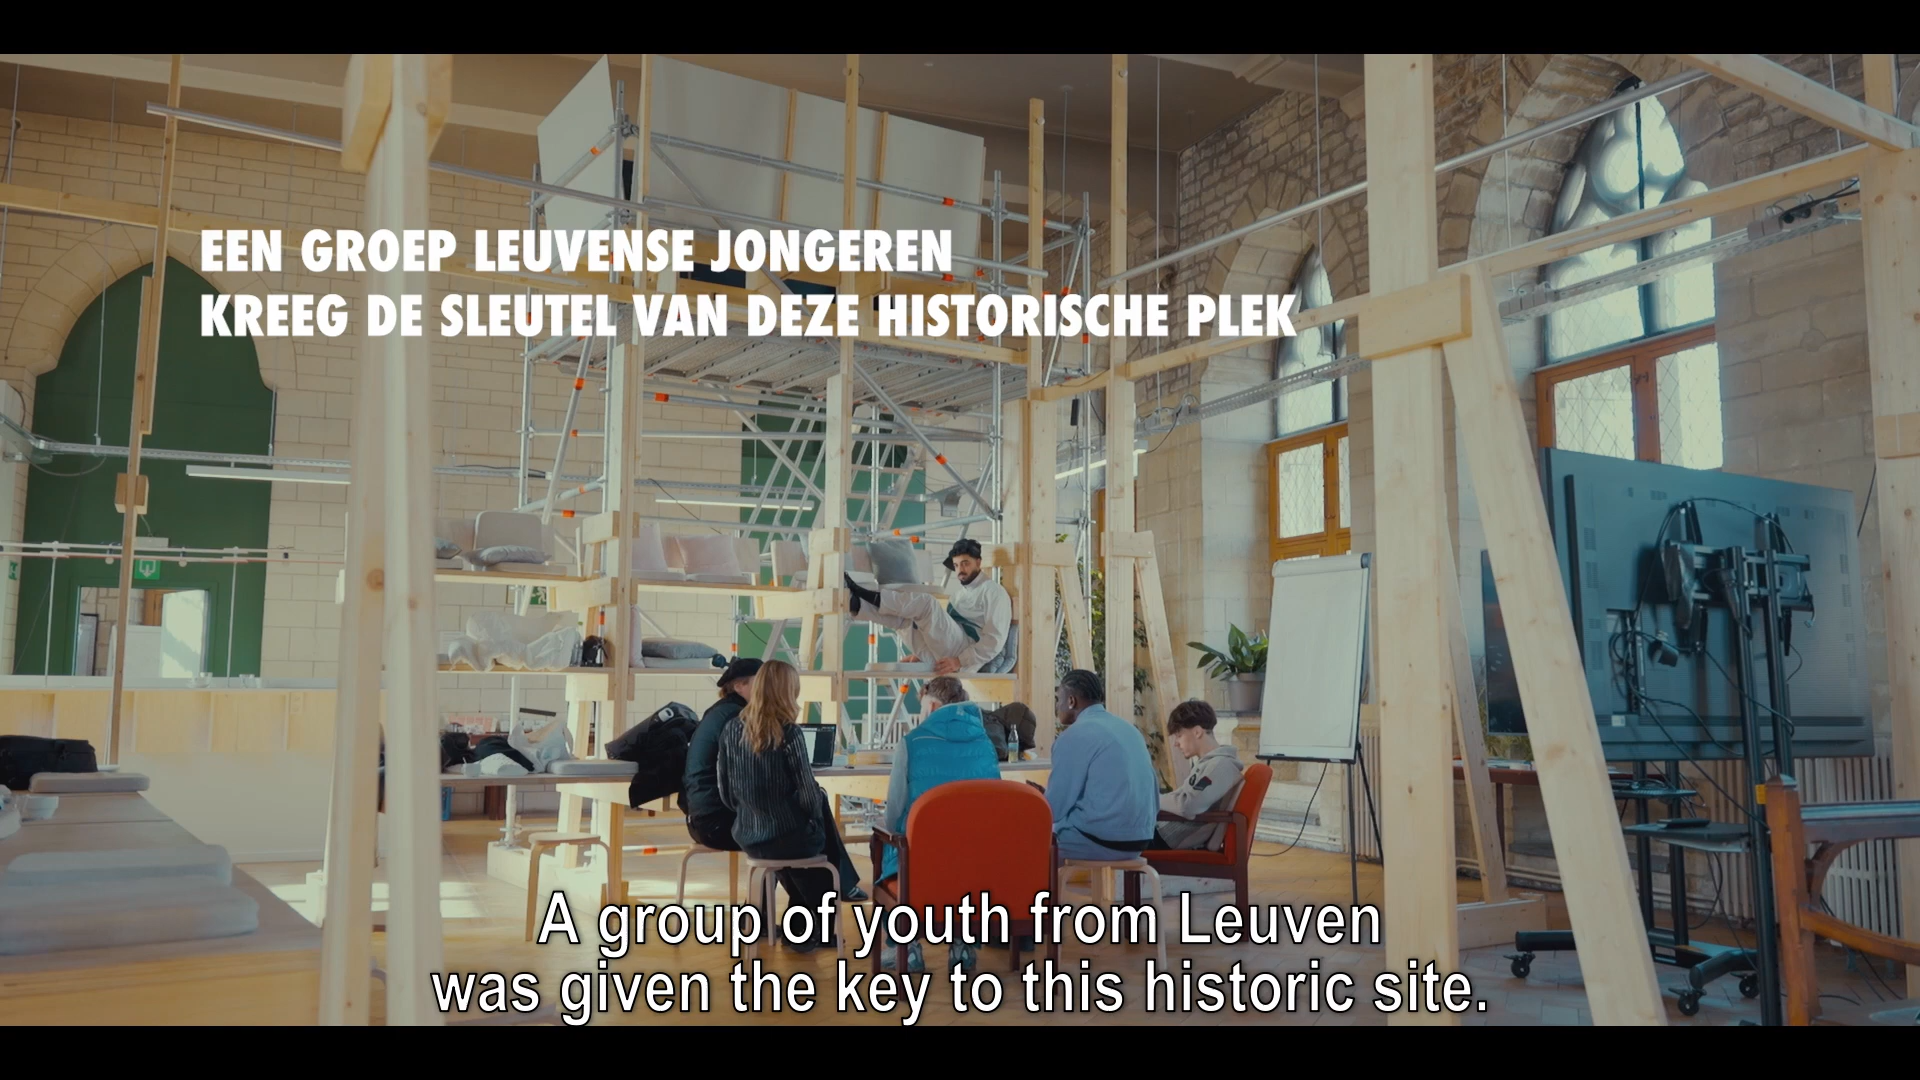 EEN GROEP LEUVENSE JONGEREN
KREEG DE SLEUTEL VAN DEZE HISTORISCHE PLEK
A group of youth from Leuven
was given the key to this historic site.